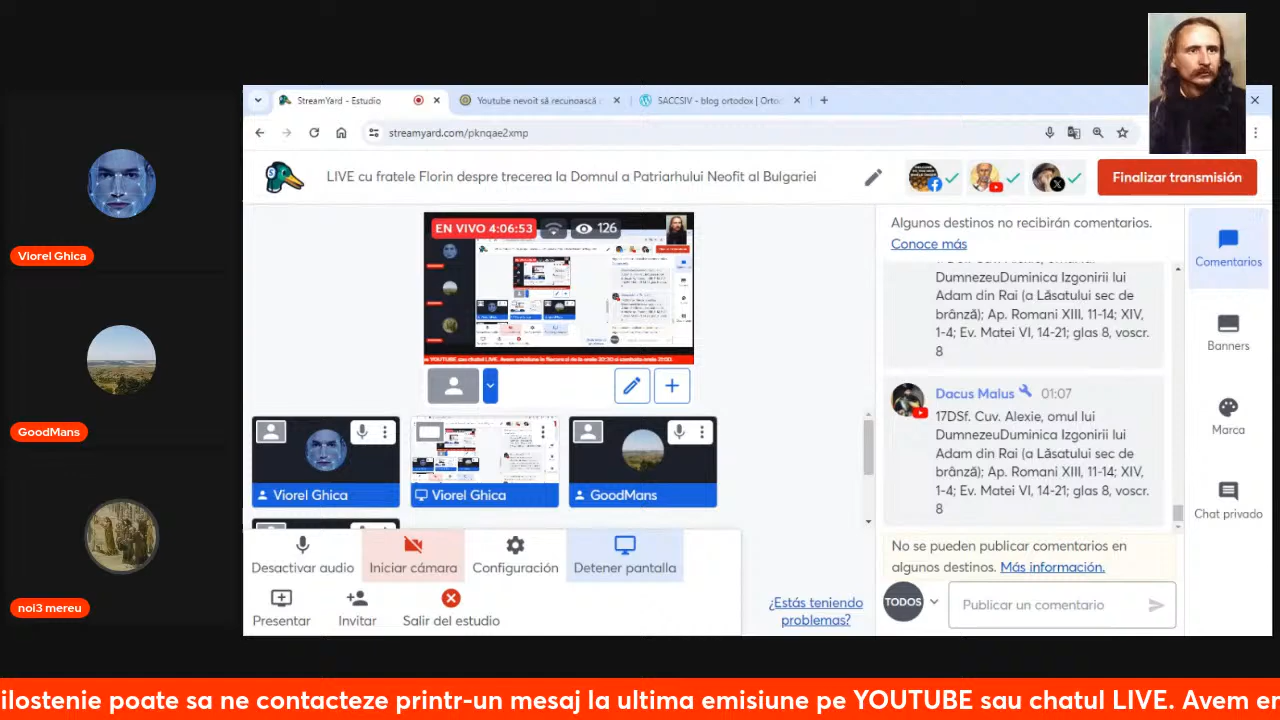 StreamYard - Estudio
Youtube nevoit să recunoască
SACCSIV - blog ortodox | Orto
streamyard.com/pknqae2xmp
LIVE cu fratele Florin despre trecerea la Domnul a Patriarhului Neofit al Bulgariei
Finalizar transmisión
Viorel Ghica
GoodMans
noi3 mereu
EN VIVO 4:06:53
126
YOUTUBE sau chatul LIVE.
Viorel Ghica
Viorel Ghica
GoodMans
Desactivar audio
Iniciar cámara
Configuración
Detener pantalla
Presentar
Invitar
Salir del estudio
¿Estás teniendo
problemas?
Algunos destinos no recibirán comentarios.
Conoce más
DumnezeuDuminica Izgonirii lui
Adam din Rai (a Lăsatului sec de
brânză); Ap. Romani XIII, 11-14; XIV,
1-4; Ev. Matei VI, 14-21; glas 8, voscr.
8
Dacus Malus 01:07
17DSf. Cuv. Alexie, omul lui
DumnezeuDuminica Izgonirii lui
Adam din Rai (a Lăsatului sec de
brânză); Ap. Romani XIII, 11-14; XIV,
1-4; Ev. Matei VI, 14-21; glas 8, voscr.
8
No se pueden publicar comentarios en
algunos destinos. Más información.
TODOS
Publicar un comentario
Comentarios
Banners
Marca
Chat privado
ilostenie poate sa ne contacteze printr-un mesaj la ultima emisiune pe YOUTUBE sau chatul LIVE. Avem em